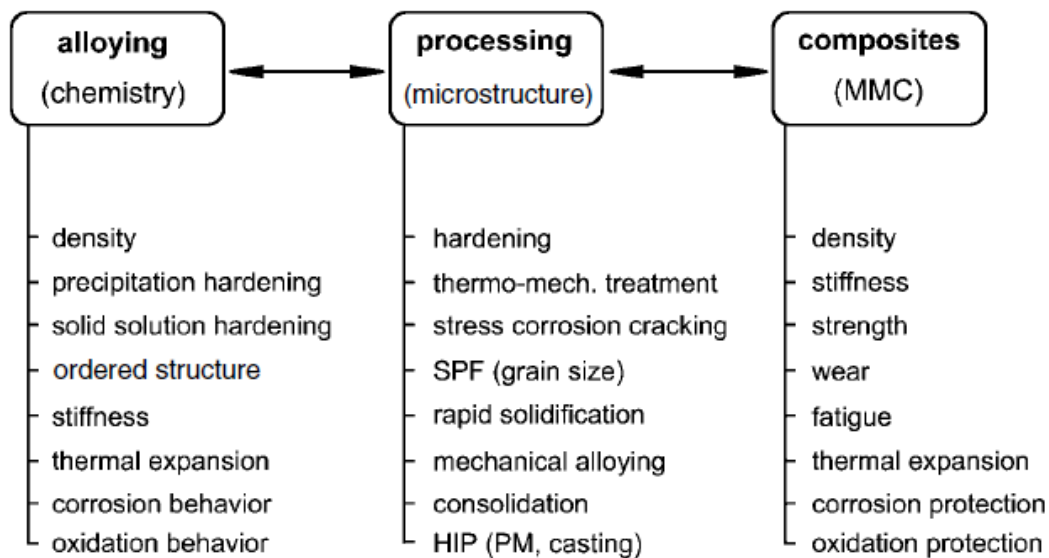 alloying
(chemistry)
processing
(microstructure)
composites
(MMC)
density
precipitation hardening
solid solution hardening
ordered structure
stiffness
thermal expansion
corrosion behavior
oxidation behavior
hardening
thermo-mech. treatment
stress corrosion cracking
SPF (grain size)
rapid solidification
mechanical alloying
consolidation
HIP (PM, casting)
density
stiffness
strength
wear
fatigue
thermal expansion
corrosion protection
oxidation protection